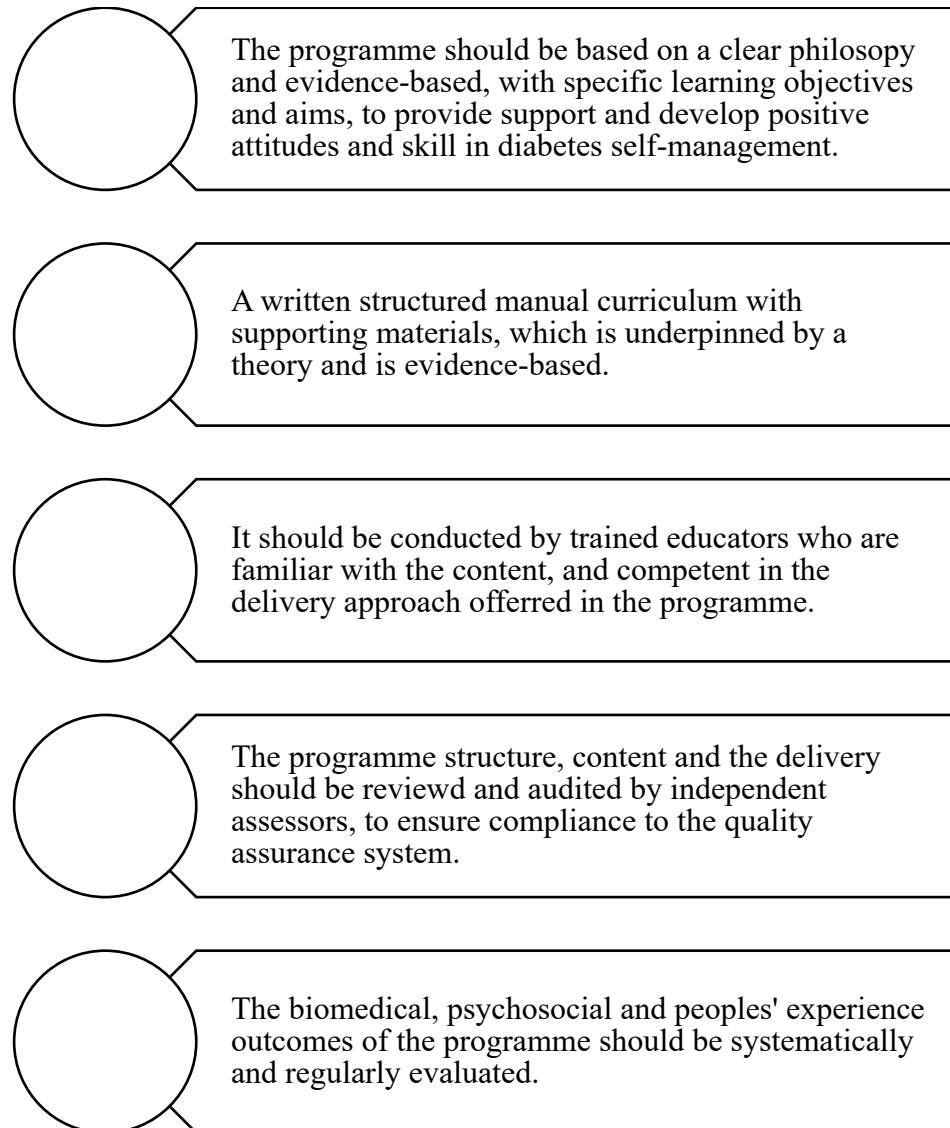 The programme should be based on a clear philosopy
and evidence-based, with specific learning objectives
and aims, to provide support and develop positive
attitudes and skill in diabetes self-management.
A written structured manual curriculum with
supporting materials, which is underpinned by a
theory and is evidence-based.
It should be conducted by trained educators who are
familiar with the content, and competent in the
delivery approach offerred in the programme.
The programme structure, content and the delivery
should be reviewd and audited by independent
assessors, to ensure compliance to the quality
assurance system.
The biomedical, psychosocial and peoples' experience
outcomes of the programme should be systematically
and regularly evaluated.